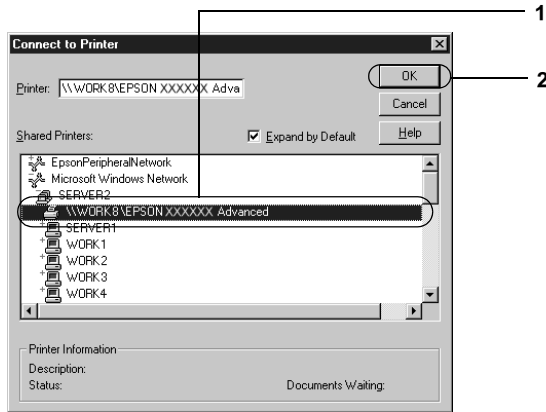 1
Connect to Printer
Printer: \\WORK8\EPSON XXXXXX Adva
OK
2
Cancel
Shared Printers:
Expand by Default
Help
EpsonPeripheralNetwork
Microsoft Windows Network
SERVER2
\\WORK8\EPSON XXXXXX Advanced
SERVER1
WORK1
WORK2
WORK3
WORK4
Printer Information
Description:
Status:
Documents Waiting: